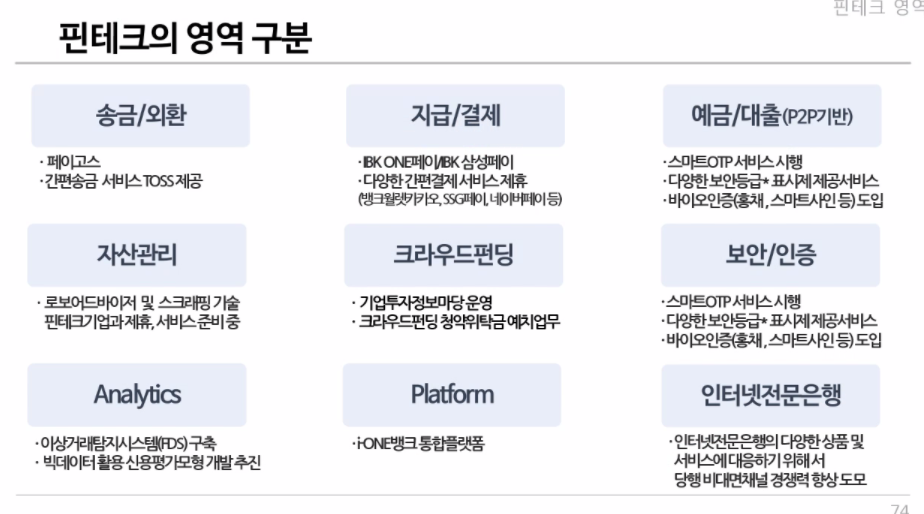 핀테크 영역
핀테크의 영역 구분
송금/외환
· 페이고스
· 간편송금 서비스 TOSS 제공
지급/결제
· IBK ONE페이/IBK 삼성페이
· 다양한 간편결제 서비스 제휴
(뱅크월렛카카오, SSG페이, 네이버페이 등)
예금/대출(P2P기반)
· 스마트OTP 서비스 시행
· 다양한 보안등급* 표시제 제공서비스
· 바이오인증(홍채, 스마트사인 등) 도입
자산관리
· 로보어드바이저 및 스크래핑 기술
핀테크기업과 제휴, 서비스 준비 중
크라우드펀딩
· 기업투자정보마당 운영
· 크라우드펀딩 청약위탁금 예치업무
보안/인증
· 스마트OTP 서비스 시행
· 다양한 보안등급* 표시제 제공서비스
· 바이오인증(홍채, 스마트사인 등) 도입
Analytics
· 이상거래탐지시스템(FDS) 구축
· 빅데이터 활용 신용평가모형 개발 추진
Platform
· i-ONE뱅크 통합플랫폼
인터넷전문은행
· 인터넷전문은행의 다양한 상품 및
서비스에 대응하기 위해서
당행 비대면채널 경쟁력 향상 도모
74